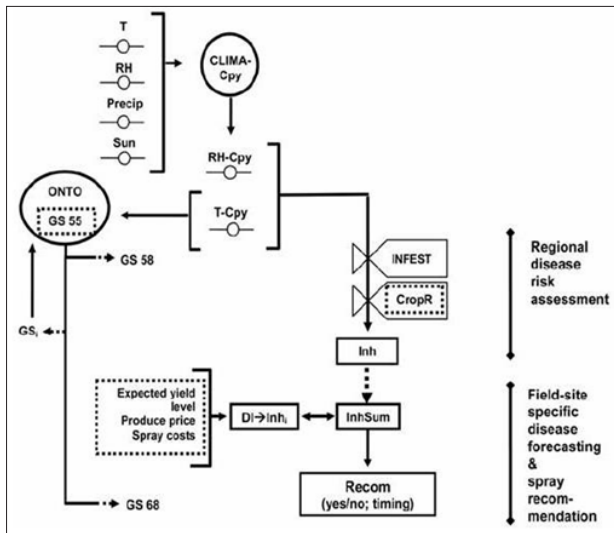 T
RH
Precip
Sun
CLIMA-
Cpy
RH-Cpy
T-Cpy
ONTO
GS 55
GS 58
GSᵢ
GS 68
INFEST
CropR
Inh
Expected yield
level
Produce price
Spray costs
DI→Inhᵢ
InhSum
Recom
(yes/no; timing)
Regional
disease
risk
assessment
Field-site
specific
disease
forecasting
&
spray
recom-
mendation